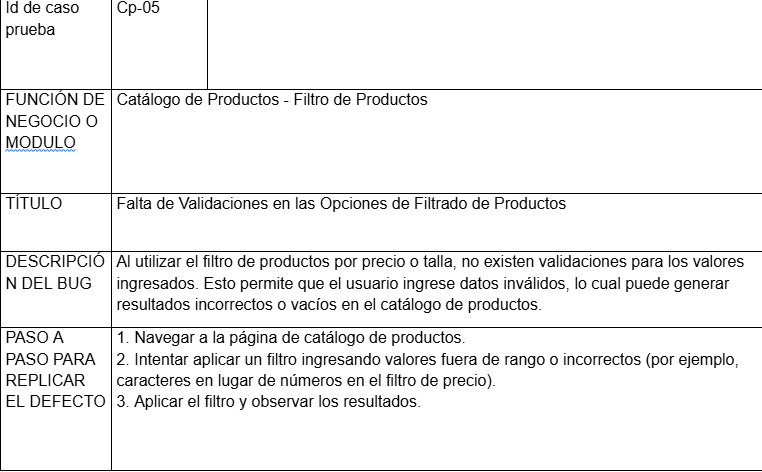 Id de caso
prueba
Cp-05
FUNCIÓN DE
NEGOCIO O
MODULO
Catálogo de Productos - Filtro de Productos
TÍTULO
Falta de Validaciones en las Opciones de Filtrado de Productos
DESCRIPCIÓ
N DEL BUG
Al utilizar el filtro de productos por precio o talla, no existen validaciones para los valores
ingresados. Esto permite que el usuario ingrese datos inválidos, lo cual puede generar
resultados incorrectos o vacíos en el catálogo de productos.
PASO A
PASO PARA
REPLICAR
EL DEFECTO
1. Navegar a la página de catálogo de productos.
2. Intentar aplicar un filtro ingresando valores fuera de rango o incorrectos (por ejemplo,
caracteres en lugar de números en el filtro de precio).
3. Aplicar el filtro y observar los resultados.